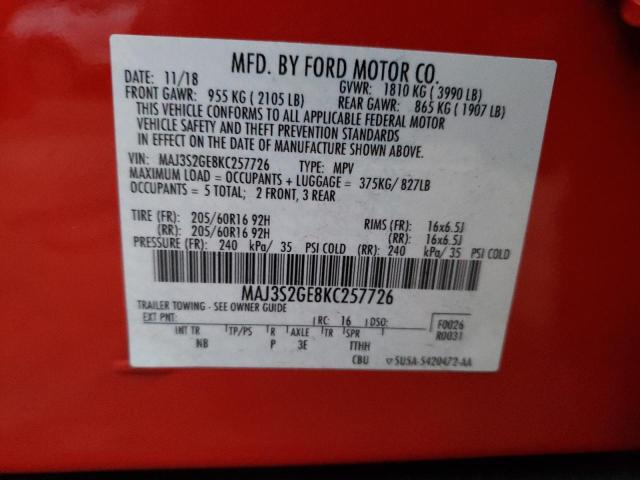 MFD. BY FORD MOTOR CO.
DATE: 11/18 GVWR: 1810 KG ( 3990 LB)
FRONT GAWR: 955 KG ( 2105 LB) REAR GAWR: 865 KG ( 1907 LB)
THIS VEHICLE CONFORMS TO ALL APPLICABLE FEDERAL MOTOR
VEHICLE SAFETY AND THEFT PREVENTION STANDARDS
IN EFFECT ON THE DATE OF MANUFACTURE SHOWN ABOVE.
VIN: MAJ3S2GE8KC257726 TYPE: MPV
MAXIMUM LOAD = OCCUPANTS + LUGGAGE = 375KG/ 827LB
OCCUPANTS = 5 TOTAL; 2 FRONT, 3 REAR
TIRE (FR): 205/60R16 92H RIMS (FR): 16x6.5J
(RR): 205/60R16 92H (RR): 16x6.5J
PRESSURE (FR): 240 kPa/ 35 PSI COLD (RR): 240 kPa/ 35 PSI COLD
MAJ3S2GE8KC257726
TRAILER TOWING - SEE OWNER GUIDE
EXT PNT: RC: 16 DSO: F0026
INT TR TP/PS R AXLE TR SPR R0031
NB P 3E TTHH
CBU 5U5A-5420472-AA